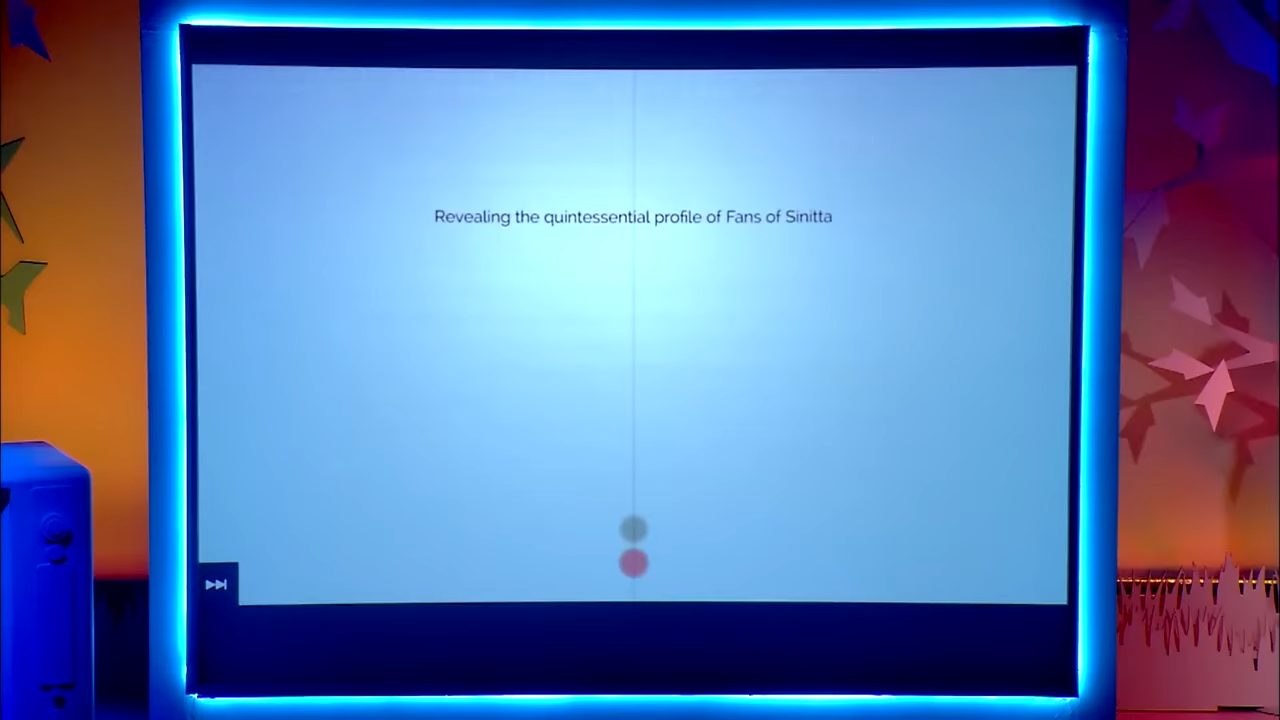 Revealing the quintessential profile of Fans of Sinitta